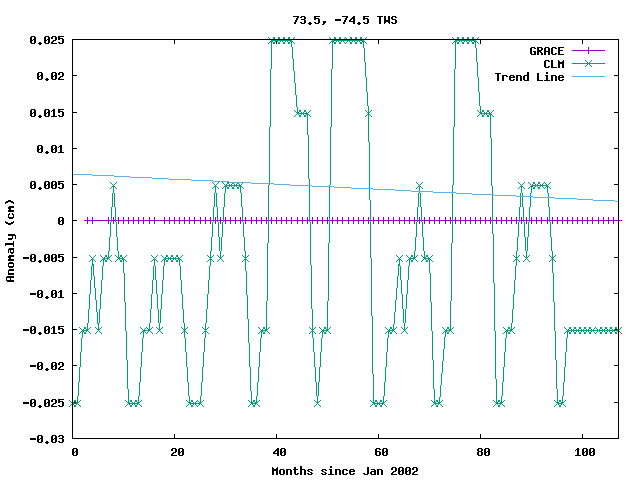 73.5, -74.5 TWS
GRACE
CLM
Trend Line
0.025
0.02
0.015
0.01
0.005
0
-0.005
-0.01
-0.015
-0.02
-0.025
-0.03
Anomaly (cm)
0 20 40 60 80 100
Months since Jan 2002